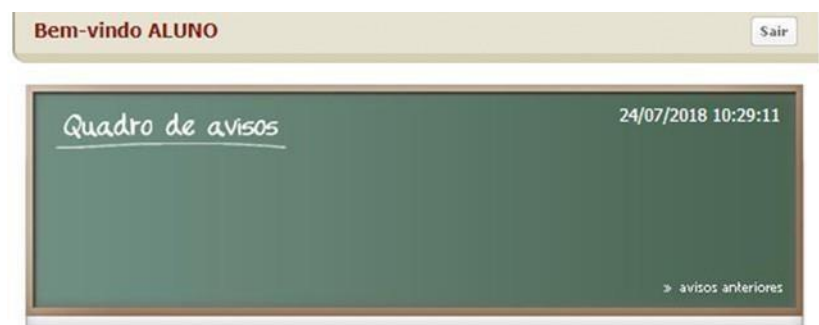 Bem-vindo ALUNO
Sair
Quadro de avisos
24/07/2018 10:29:11
» avisos anteriores